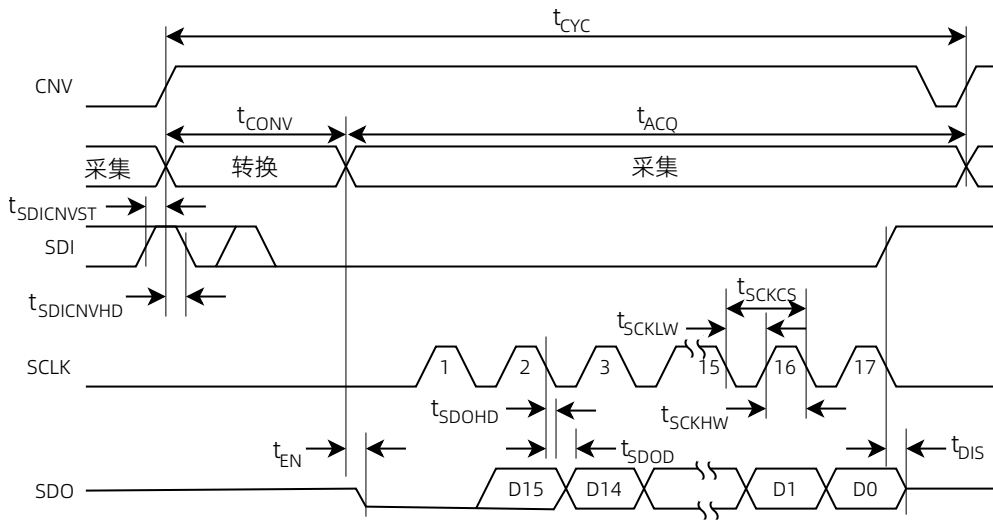 tCYC
CNV
tCONV
tACQ
采集 转换 采集
tSDICNVST
SDI
tSDICNVHD
tSCKCS
tSCKLW
SCLK 1 2 3 15 16 17
tSDOHD
tSCKHW
tEN
tSDOD
tDIS
SDO D15 D14 D1 D0